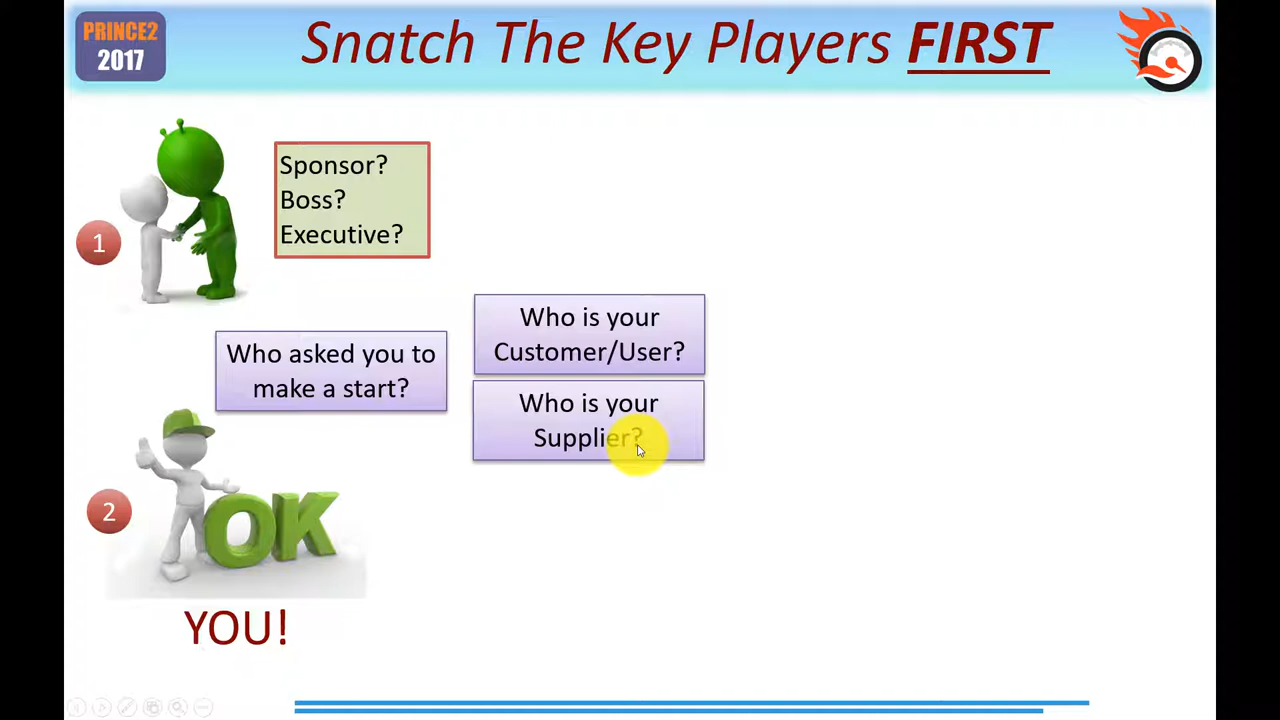 PRINCE2
2017
Snatch The Key Players FIRST
Sponsor?
Boss?
Executive?
1
Who is your
Customer/User?
Who asked you to
make a start?
Who is your
Supplier?
2
OK
YOU!